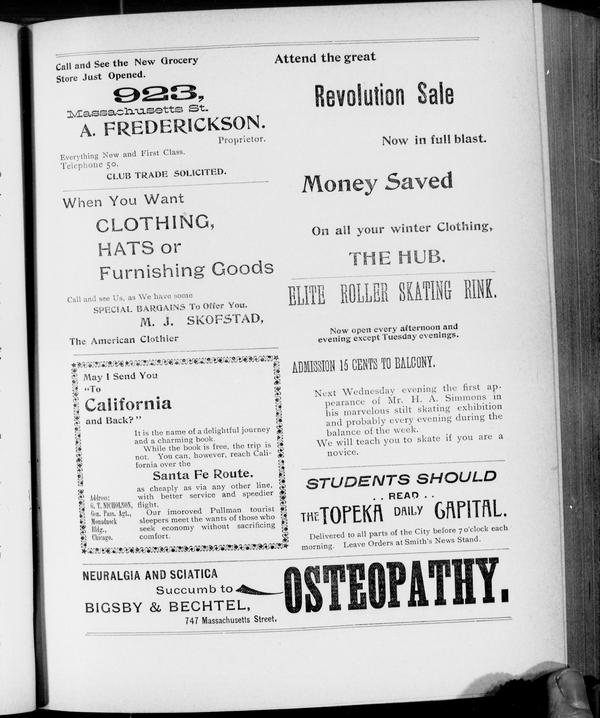 Call and See the New Grocery
Store Just Opened.
923,
Massachusetts St.
A. FREDERICKSON.
Proprietor.
Everything New and First Class.
Telephone 50.
CLUB TRADE SOLICITED.
When You Want
CLOTHING,
HATS or
Furnishing Goods
Call and see Us, as We have some
SPECIAL BARGAINS To Offer You.
M. J. SKOFSTAD,
The American Clothier
May I Send You
"To
California
and Back?"
It is the name of a delightful journey
and a charming book.
While the book is free, the trip is
not. You can, however, reach Cali-
fornia over the
Santa Fe Route.
as cheaply as via any other line,
with better service and speedier
flight.
Our imoroved Pullman tourist
sleepers meet the wants of those who
seek economy without sacrificing
comfort.
Address:
G. T. NICHOLSON,
Gen. Pass. Agt.,
Monadnock
Bldg.,
Chicago.
Attend the great
Revolution Sale
Now in full blast.
Money Saved
On all your winter Clothing,
THE HUB.
ELITE ROLLER SKATING RINK.
Now open every afternoon and
evening except Tuesday evenings.
ADMISSION 15 CENTS TO BALCONY.
Next Wednesday evening the first ap-
pearance of Mr. H. A. Simmons in
his marvelous stilt skating exhibition
and probably every evening during the
balance of the week.
We will teach you to skate if you are a
novice.
STUDENTS SHOULD
. . READ . .
THE TOPEKA DAILY CAPITAL.
Delivered to all parts of the City before 7 o'clock each
morning. Leave Orders at Smith's News Stand.
NEURALGIA AND SCIATICA
Succumb to
OSTEOPATHY.
BIGSBY & BECHTEL,
747 Massachusetts Street.